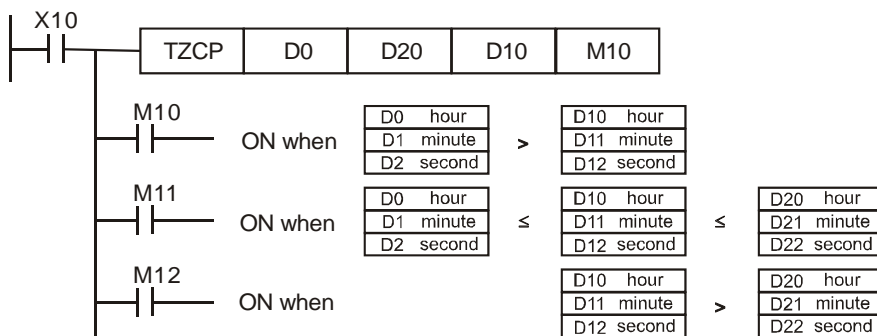 X10
TZCP D0 D20 D10 M10
M10
ON when
D0 hour
D1 minute
D2 second
>
D10 hour
D11 minute
D12 second
M11
ON when
D0 hour
D1 minute
D2 second
≤
D10 hour
D11 minute
D12 second
≤
D20 hour
D21 minute
D22 second
M12
ON when
D10 hour
D11 minute
D12 second
>
D20 hour
D21 minute
D22 second